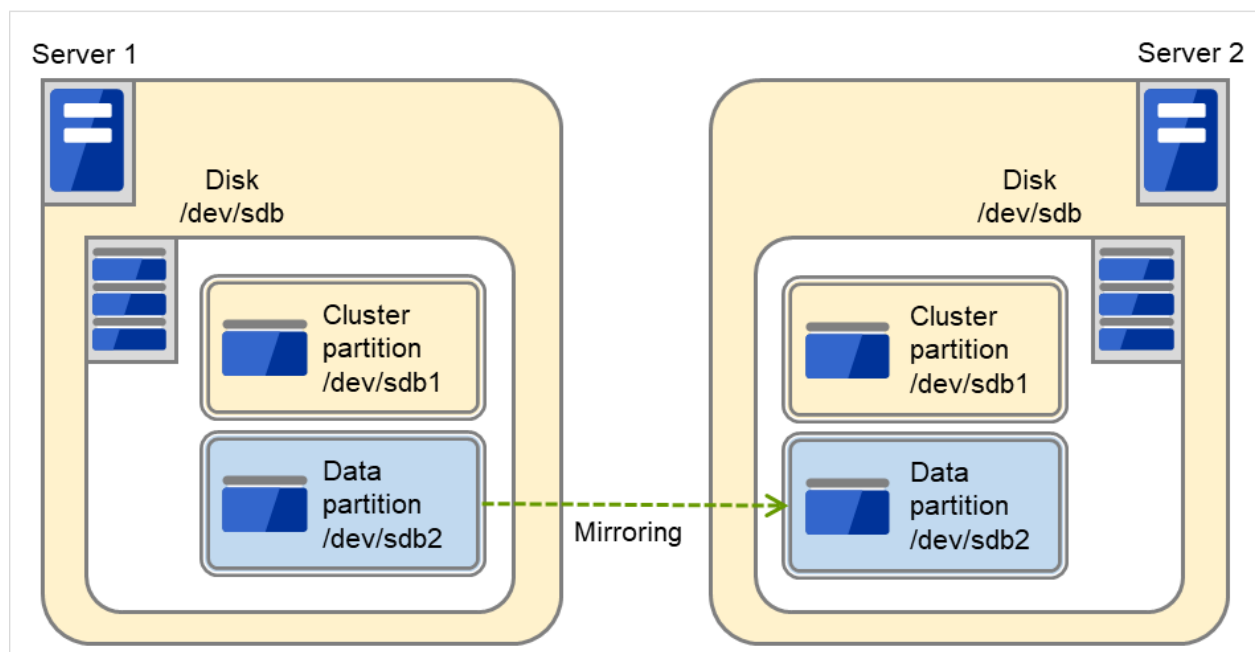 Server 1
Server 2
Disk
/dev/sdb
Disk
/dev/sdb
Cluster
partition
/dev/sdb1
Cluster
partition
/dev/sdb1
Data
partition
/dev/sdb2
Mirroring
Data
partition
/dev/sdb2